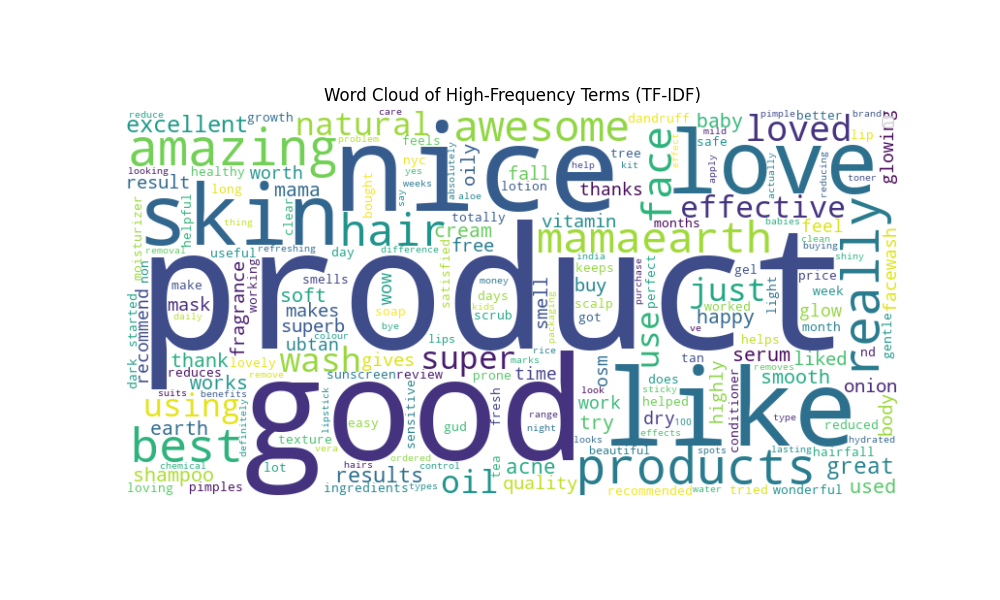 Word Cloud of High-Frequency Terms (TF-IDF)
reduce growth care dandruff pimple better brand
excellent natural awesome baby loved lip glowing
problem feels mild safe
amazing nice love face
looking healthy worth nyc yes oily absolutely fall help tree kit effect apply actually reducing toner
result mama weeks lotion thanks
long bought say aloe effective
skin clear totally vitamin months babies feel
moisturizer helpful thing hair cream mamaearth clean buying shiny facewash
removal useful refreshing day difference free india really
product
non smells money keeps purchase perfect gel price
make fragrance working soft wow satisfied days kids smell buy just light week
dark started recommend mask makes soap scrub packaging scalp use worked glow
daily superb bye got happy month gentle
ubtan colour lips rice ve helps
thank lovely wash gives super marks osm tan serum liked nd
reduces remove sunscreen review prone time does removes smooth
works suits benefits look sticky highly onion
good like
using lipstick sensitive fresh range work helped conditioner type body
earth easy gud night try dry 100 reduced
best definitely texture looks effects hydrated
vera beautiful spots lasting hairfall
chemical lot hairs ordered control tea acne products great
shampoo results oil quality
loving pimples ingredients types recommended water tried wonderful used